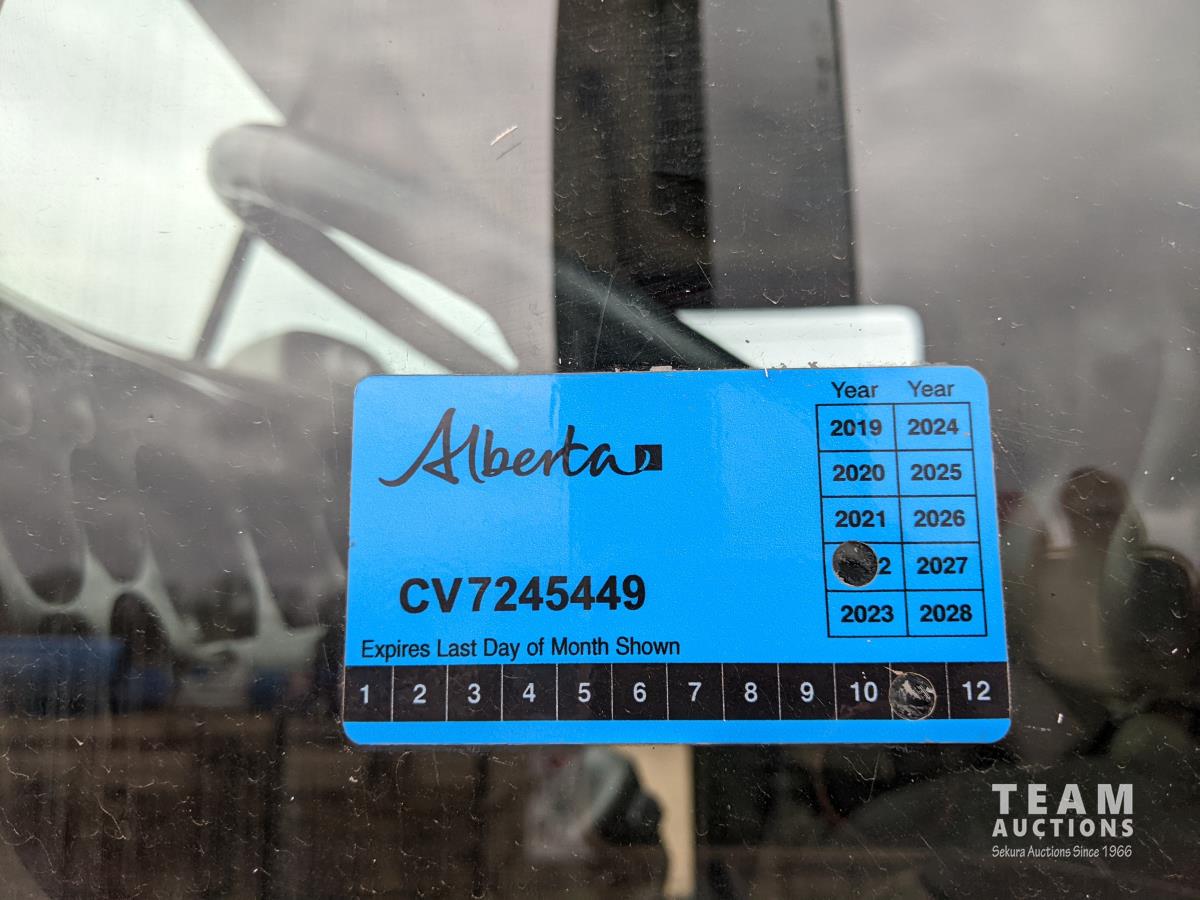 Alberta
Year Year
2019 2024
2020 2025
2021 2026
2 2027
2023 2028
CV7245449
Expires Last Day of Month Shown
1 2 3 4 5 6 7 8 9 10 12
TEAM
AUCTIONS
Sekura Auctions Since 1966